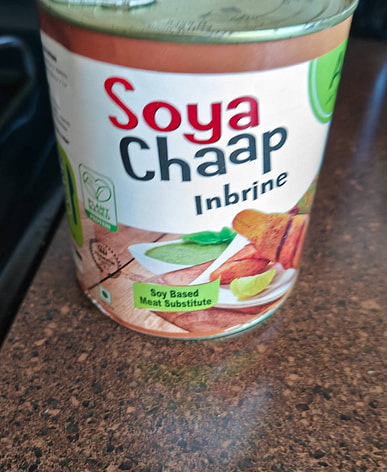 Soya
Chaap
Inbrine
Soy Based
Meat Substitute